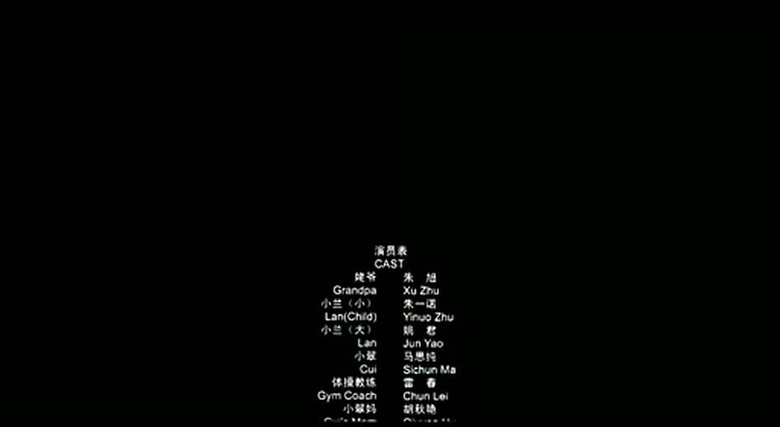 演员表
CAST
姥爷 朱 旭
Grandpa Xu Zhu
小兰（小） 朱一诺
Lan(Child) Yinuo Zhu
小兰（大） 姚 君
Lan Jun Yao
小翠 马思纯
Cui Sichun Ma
体操教练 雷 春
Gym Coach Chun Lei
小翠妈 胡秋艳
Cui's Mom